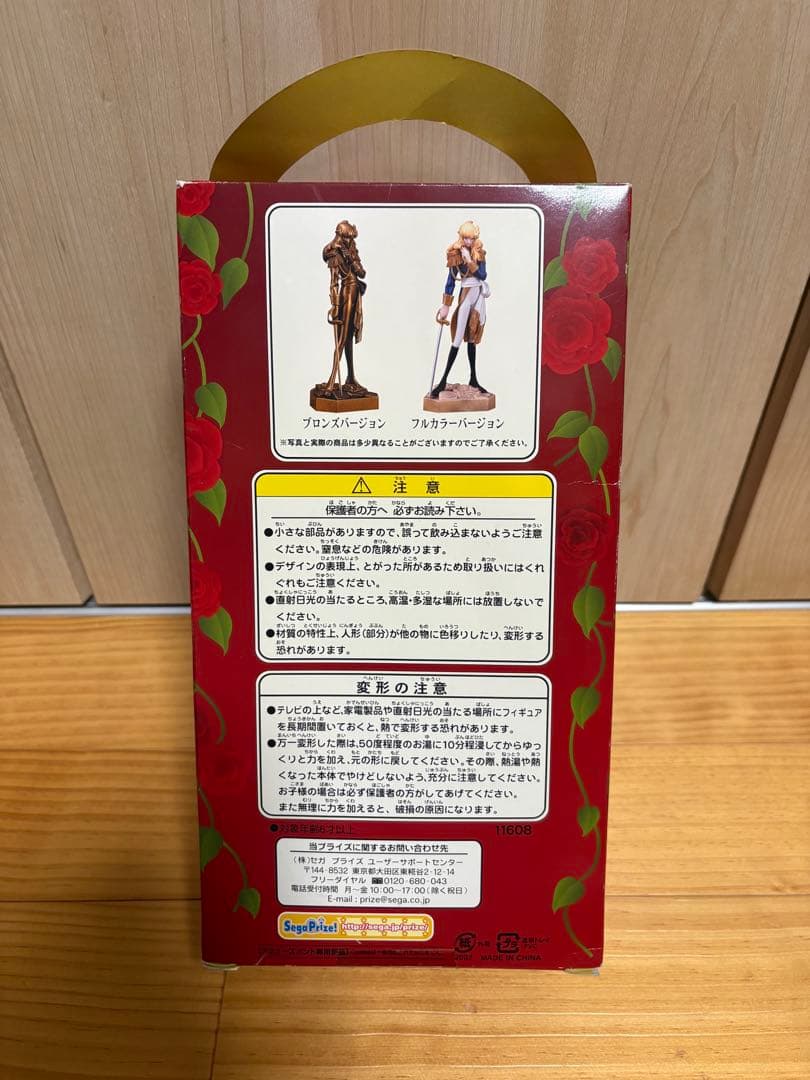 ブロンズバージョン
フルカラーバージョン
※写真と実際の商品は多少異なることがございますのでご了承ください。
注意
保護者の方へ 必ずお読み下さい。
●小さな部品がありますので、誤って飲み込まないようご注意
ください。窒息などの危険があります。
●デザインの表現上、とがった所があるため取り扱いにはくれ
ぐれもご注意ください。
●直射日光の当たるところ、高温・多湿な場所には放置しないで
ください。
●材質の特性上、人形(部分)が他の物に色移りしたり、変形する
恐れがあります。
変形の注意
●テレビの上など、家電製品や直射日光の当たる場所にフィギュア
を長期間置いておくと、熱で変形する恐れがあります。
●万一変形した際は、50度程度のお湯に10分程浸してからゆっ
くりと力を加え、元の形に戻してください。その際、熱湯や熱
くなった本体でやけどしないよう、充分に注意してください。
お子様の場合は必ず保護者の方がしてあげてください。
また無理に力を加えると、破損の原因になります。
●対象年齢6才以上
11608
当プライズに関するお問い合わせ先
(株)セガ プライズ ユーザーサポートセンター
〒144-8532 東京都大田区東糀谷2-12-14
フリーダイヤル 0120-680-043
電話受付時間 月〜金 10:00〜17:00(除く祝日)
E-mail : prize@sega.co.jp
Sega Prize! http://sega.jp/prize/
紙 外箱
プラ
PVC
2007 MADE IN CHINA